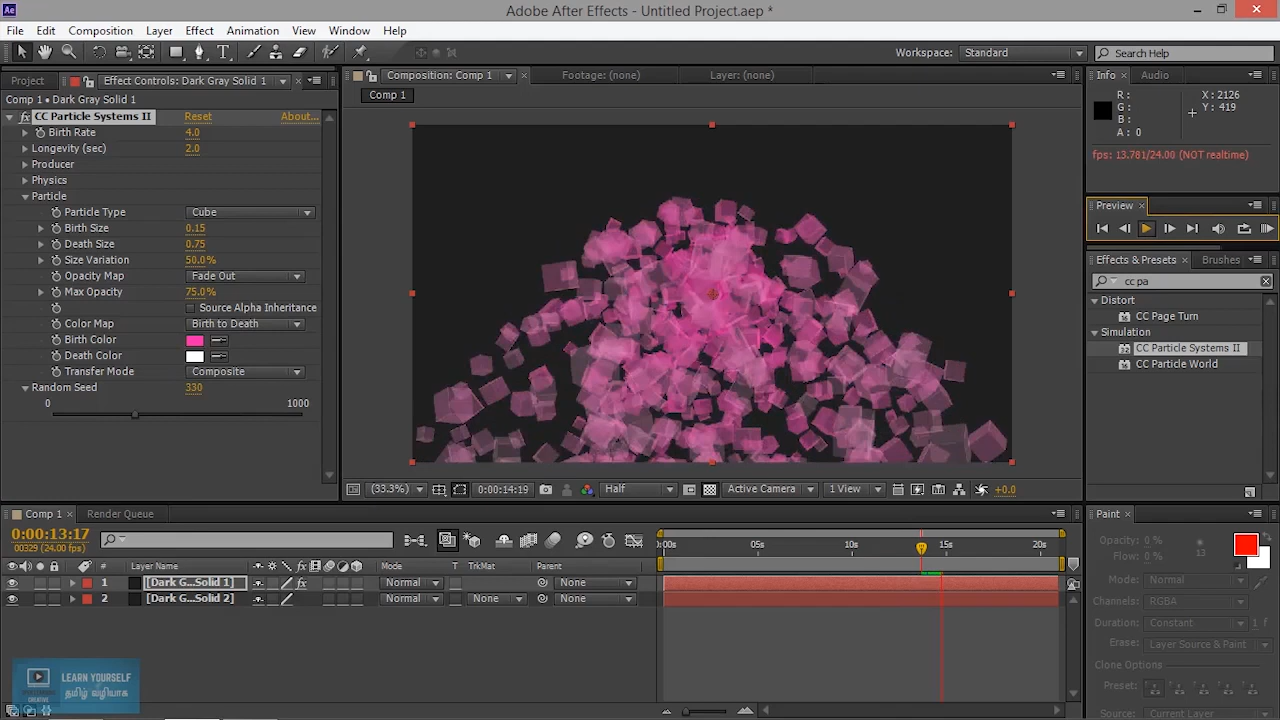 Ae
Adobe After Effects - Untitled Project.aep *
File Edit Composition Layer Effect Animation View Window Help
Workspace: Standard Search Help
Project Effect Controls: Dark Gray Solid 1 Composition: Comp 1 Footage: (none) Layer: (none) Info Audio
Comp 1 • Dark Gray Solid 1
Comp 1
R: X: 2126
G: Y: 419
B:
A: 0
fx CC Particle Systems II Reset About...
Birth Rate 4.0
Longevity (sec) 2.0
Producer
Physics
Particle
Particle Type Cube
Birth Size 0.15
Death Size 0.75
Size Variation 50.0%
Opacity Map Fade Out
Max Opacity 75.0%
Source Alpha Inheritance
Color Map Birth to Death
Birth Color
Death Color
Transfer Mode Composite
Random Seed 330
0 1000
fps: 13.781/24.00 (NOT realtime)
Preview
Effects & Presets Brushes
cc pa
Distort
CC Page Turn
Simulation
CC Particle Systems II
CC Particle World
(33.3%) 0:00:14:19 Half Active Camera 1 View +0.0
Comp 1 Render Queue
0:00:13:17
00329 (24.00 fps)
:00s 05s 10s 15s 20s
# Layer Name fx Mode T TrkMat Parent
1 [Dark G...Solid 1] fx Normal None
2 [Dark G...Solid 2] Normal None None
Paint
Opacity: 0 %
Flow: 0 %
13
Mode: Normal
Channels: RGBA
Duration: Constant 1 f
Erase: Layer Source & Paint
Clone Options
Preset:
Source: Current Layer
LEARN YOURSELF
தமிழ் வழியாக
CREATIVE